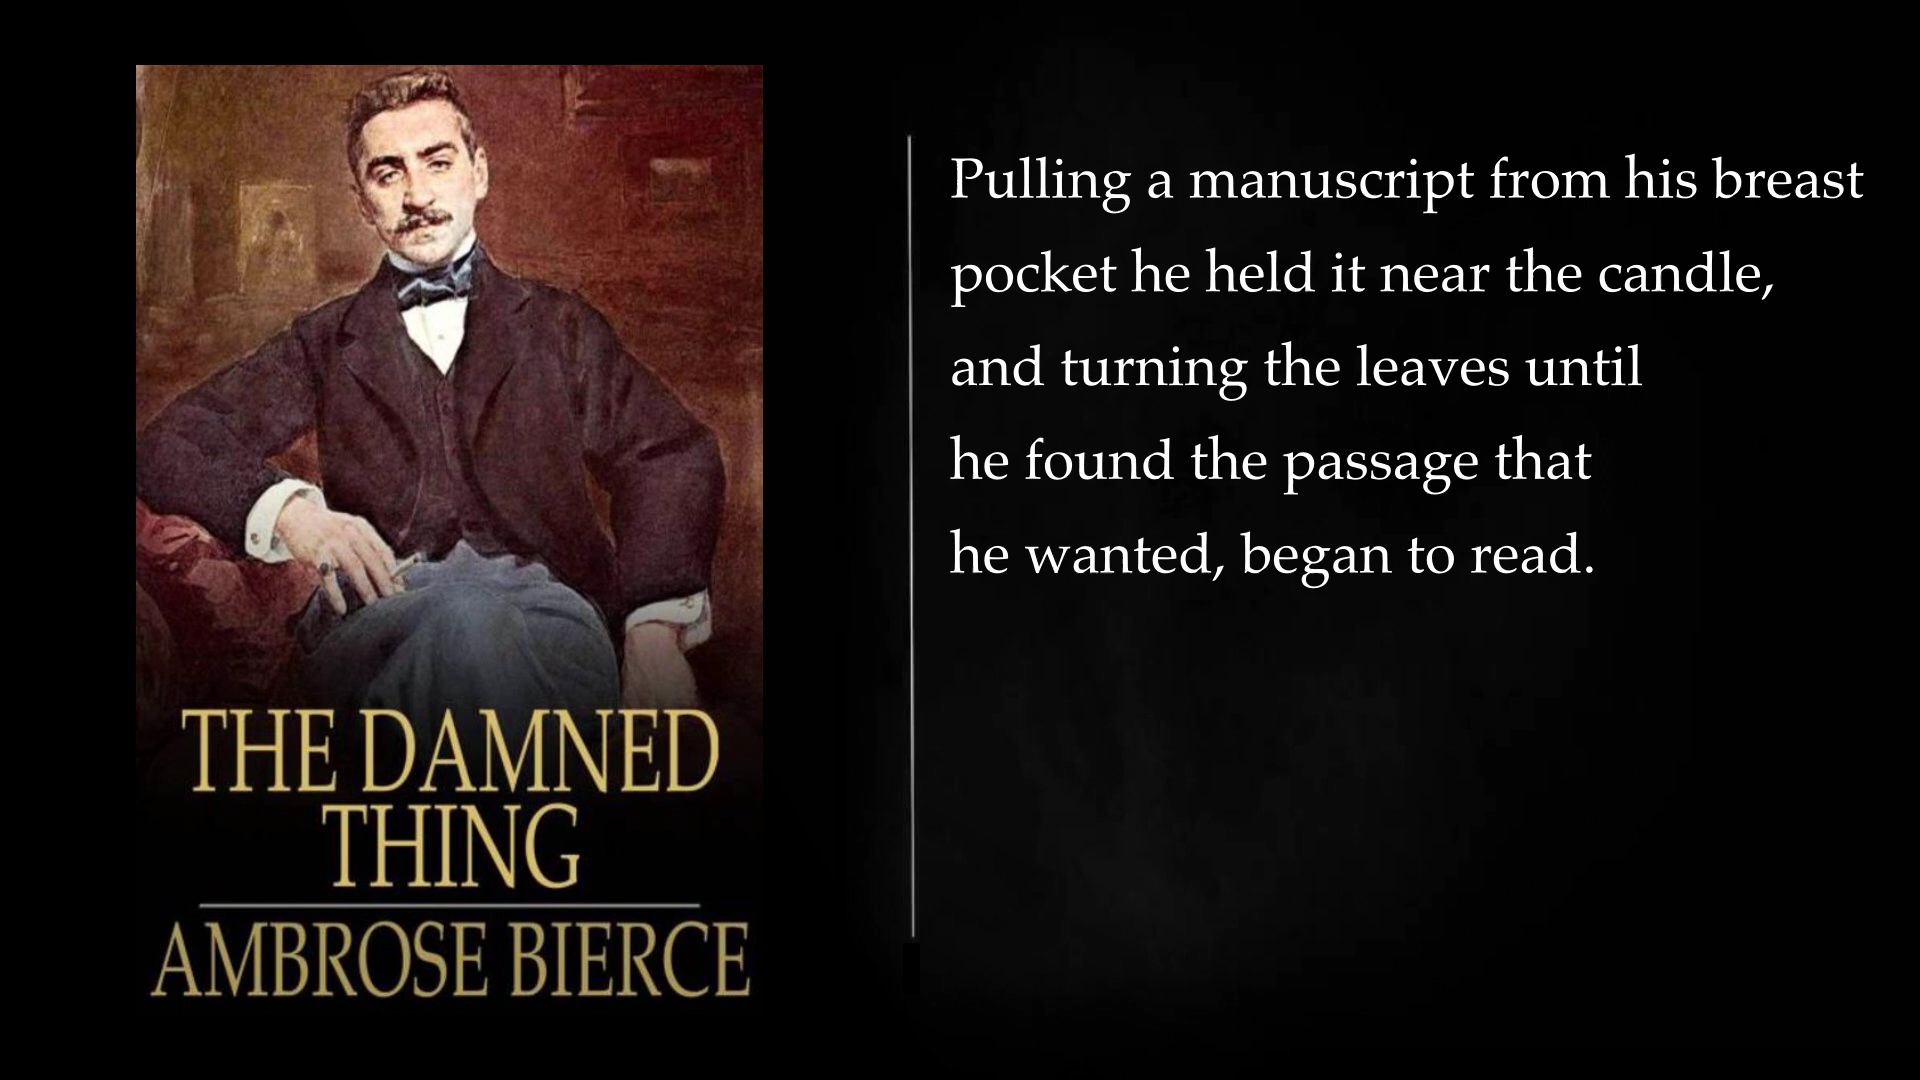 THE DAMNED
THING
AMBROSE BIERCE
Pulling a manuscript from his breast
pocket he held it near the candle,
and turning the leaves until
he found the passage that
he wanted, began to read.